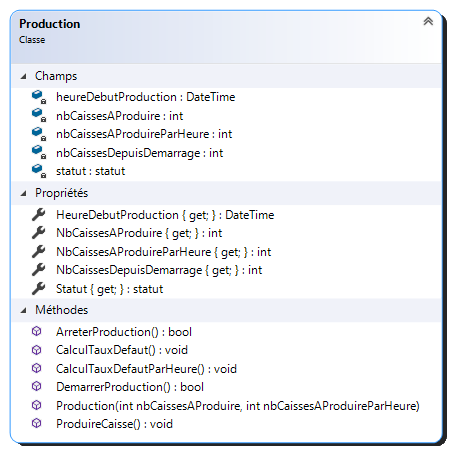 Production
Classe
Champs
heureDebutProduction : DateTime
nbCaissesAProduire : int
nbCaissesAProduireParHeure : int
nbCaissesDepuisDemarrage : int
statut : statut
Propriétés
HeureDebutProduction { get; } : DateTime
NbCaissesAProduire { get; } : int
NbCaissesAProduireParHeure { get; } : int
NbCaissesDepuisDemarrage { get; } : int
Statut { get; } : statut
Méthodes
ArreterProduction() : bool
CalculTauxDefaut() : void
CalculTauxDefautParHeure() : void
DemarrerProduction() : bool
Production(int nbCaissesAProduire, int nbCaissesAProduireParHeure)
ProduireCaisse() : void